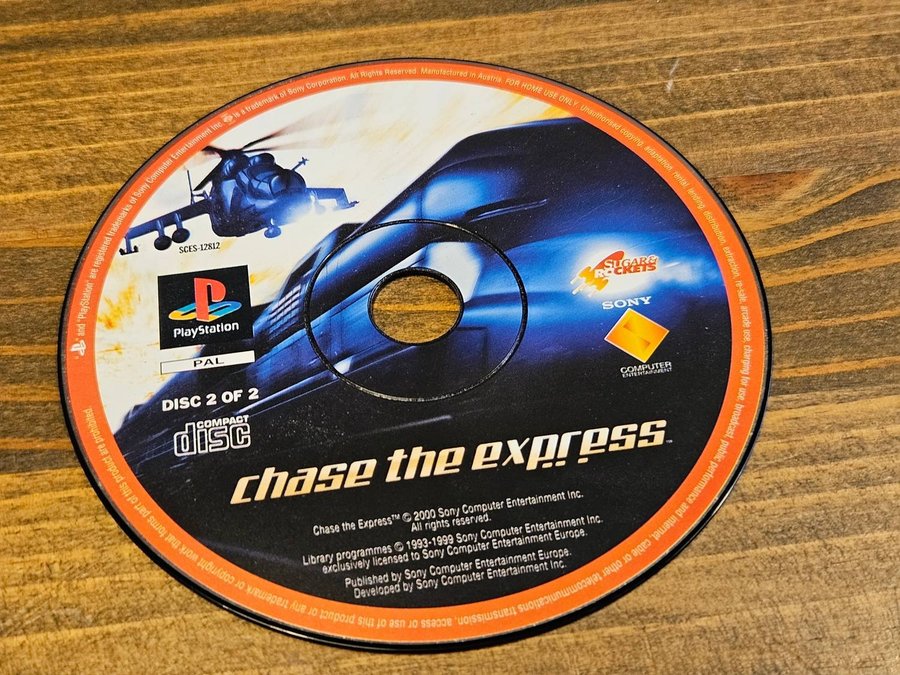 and "PlayStation" are registered trademarks of Sony Computer Entertainment Inc. is a trademark of Sony Corporation. All Rights Reserved. Manufactured in Austria. FOR HOME USE ONLY. Unauthorised copying, adaptation, rental, lending, distribution, extraction, re-sale, arcade use, charging for use, broadcast, public performance and internet, cable or other telecommunications transmission, access or use of this product or any trademark or copyright work that forms part of this product are prohibited.
SCES-12812
PlayStation
PAL
DISC 2 OF 2
COMPACT
disc
SUGAR &
ROCKETS
SONY
COMPUTER
ENTERTAINMENT
chase the express™
Chase the Express™ © 2000 Sony Computer Entertainment Inc.
All rights reserved.
Library programmes © 1993-1999 Sony Computer Entertainment Inc.
exclusively licensed to Sony Computer Entertainment Europe.
Published by Sony Computer Entertainment Europe.
Developed by Sony Computer Entertainment Inc.